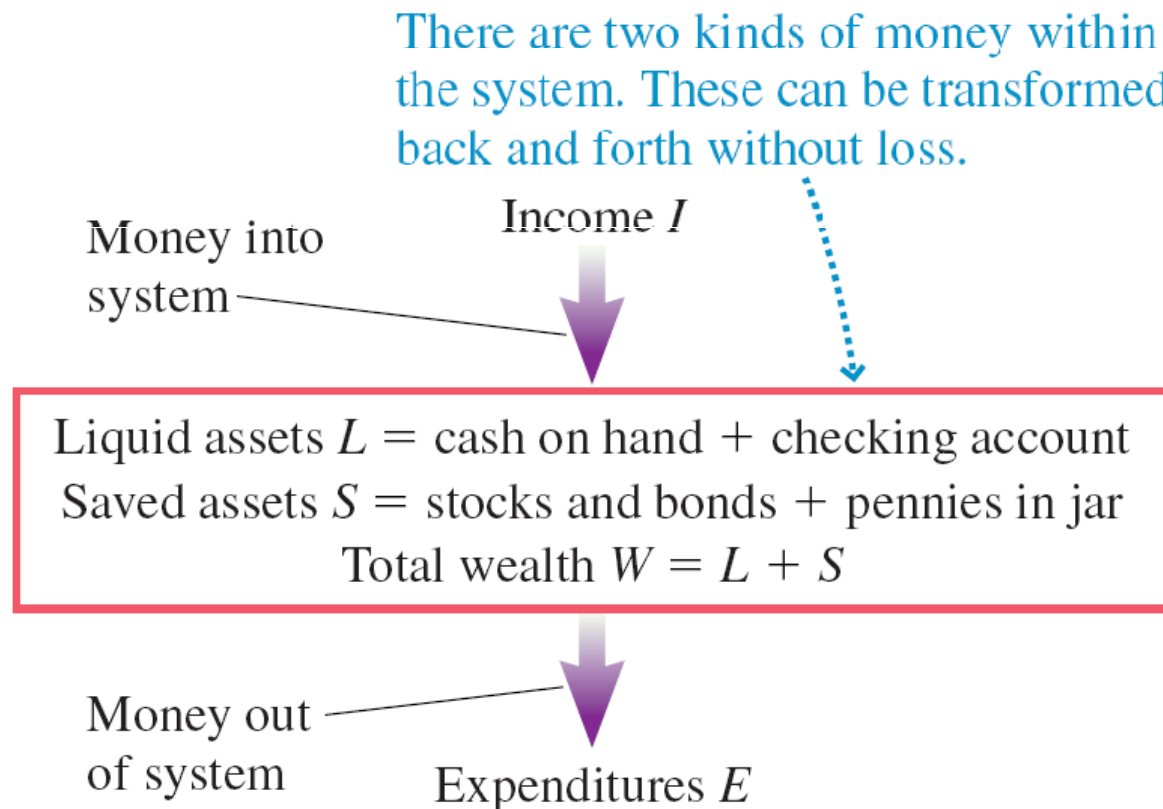 There are two kinds of money within
the system. These can be transformed
back and forth without loss.
Income I
Money into
system
Liquid assets L = cash on hand + checking account
Saved assets S = stocks and bonds + pennies in jar
Total wealth W = L + S
Money out
of system
Expenditures E